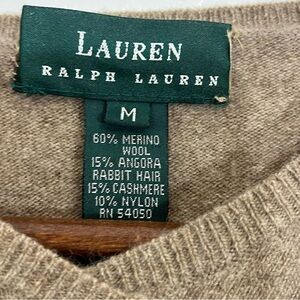 LAUREN
RALPH LAUREN
M
60% MERINO
WOOL
15% ANGORA
RABBIT HAIR
15% CASHMERE
10% NYLON
RN 54050